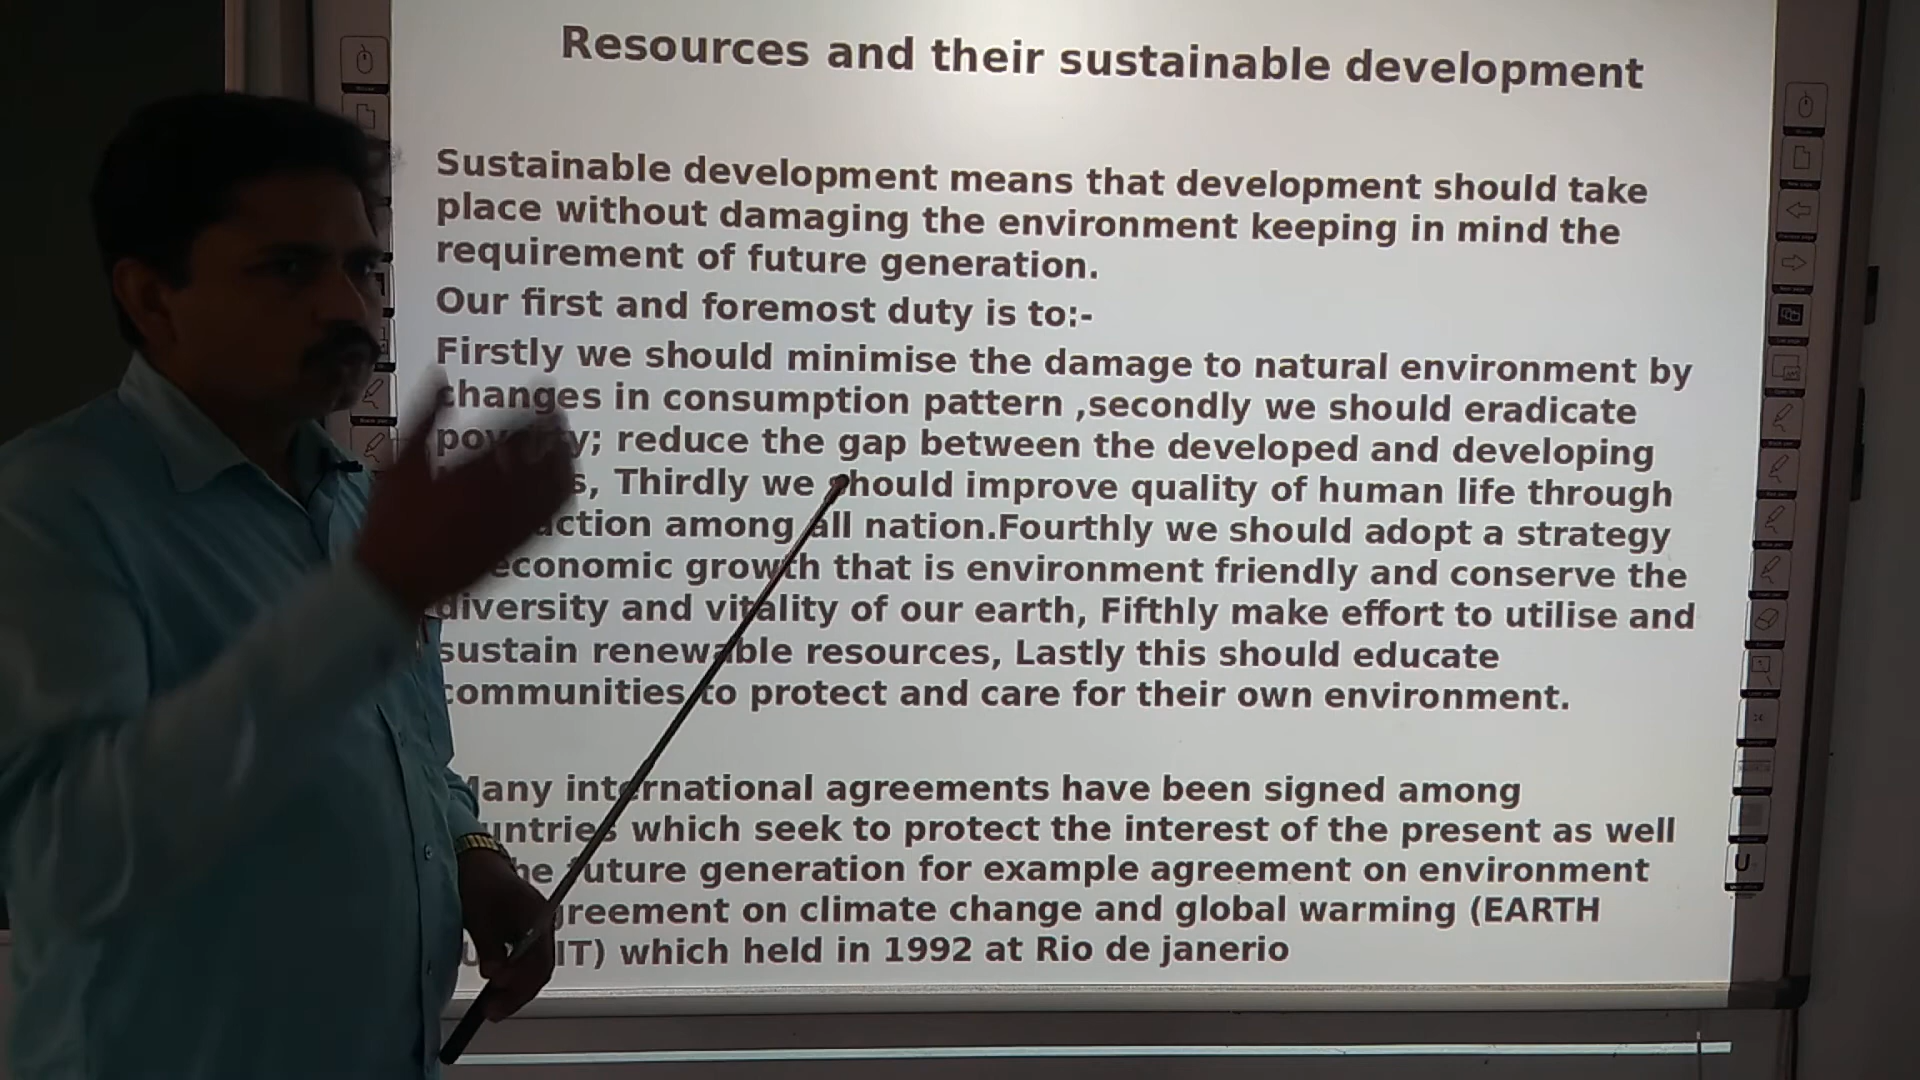 Resources and their sustainable development
Sustainable development means that development should take
place without damaging the environment keeping in mind the
requirement of future generation.
Our first and foremost duty is to:-
Firstly we should minimise the damage to natural environment by
changes in consumption pattern ,secondly we should eradicate
reduce the gap between the developed and developing
Thirdly we should improve quality of human life through
among all nation.Fourthly we should adopt a strategy
economic growth that is environment friendly and conserve the
diversity and vitality of our earth, Fifthly make effort to utilise and
sustain renewable resources, Lastly this should educate
communities to protect and care for their own environment.
Many international agreements have been signed among
which seek to protect the interest of the present as well
future generation for example agreement on environment
agreement on climate change and global warming (EARTH
which held in 1992 at Rio de janerio